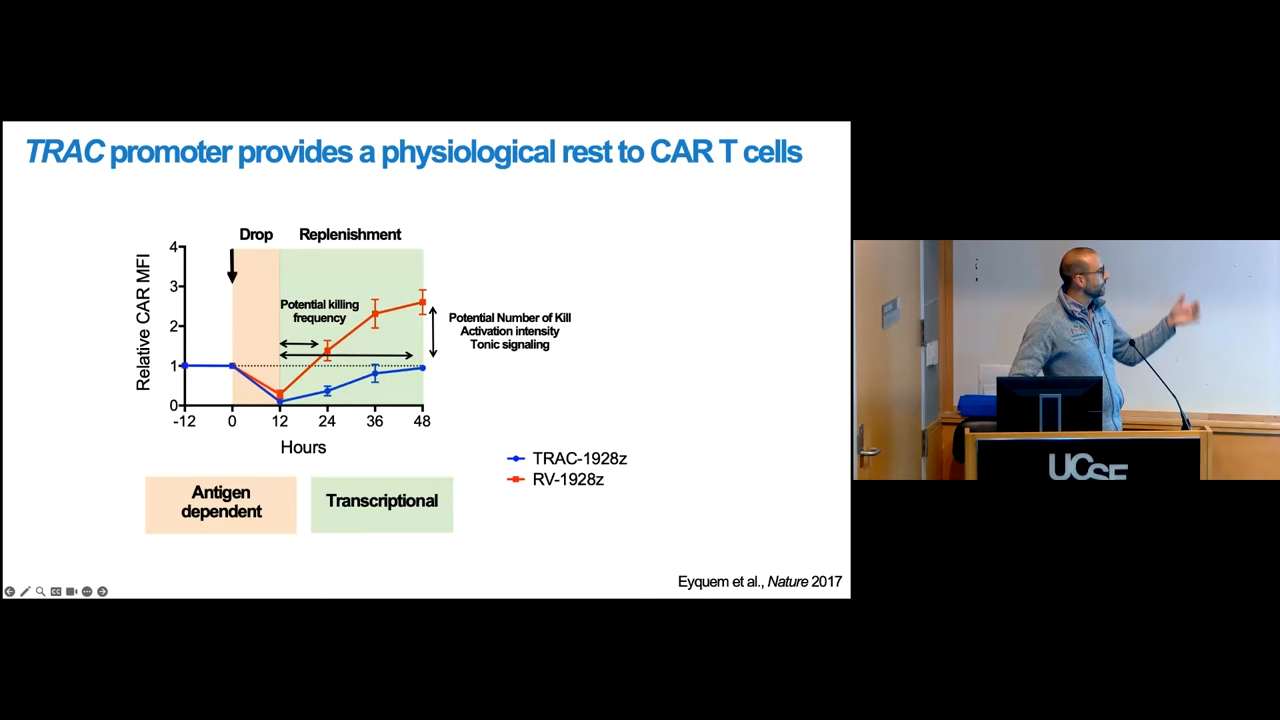 TRAC promoter provides a physiological rest to CAR T cells
Drop
Replenishment
Relative CAR MFI
4
3
2
1
0
Potential killing
frequency
Potential Number of Kill
Activation intensity
Tonic signaling
-12
0
12
24
36
48
Hours
TRAC-1928z
RV-1928z
Antigen
dependent
Transcriptional
Eyquem et al., Nature 2017
CC
UCSF